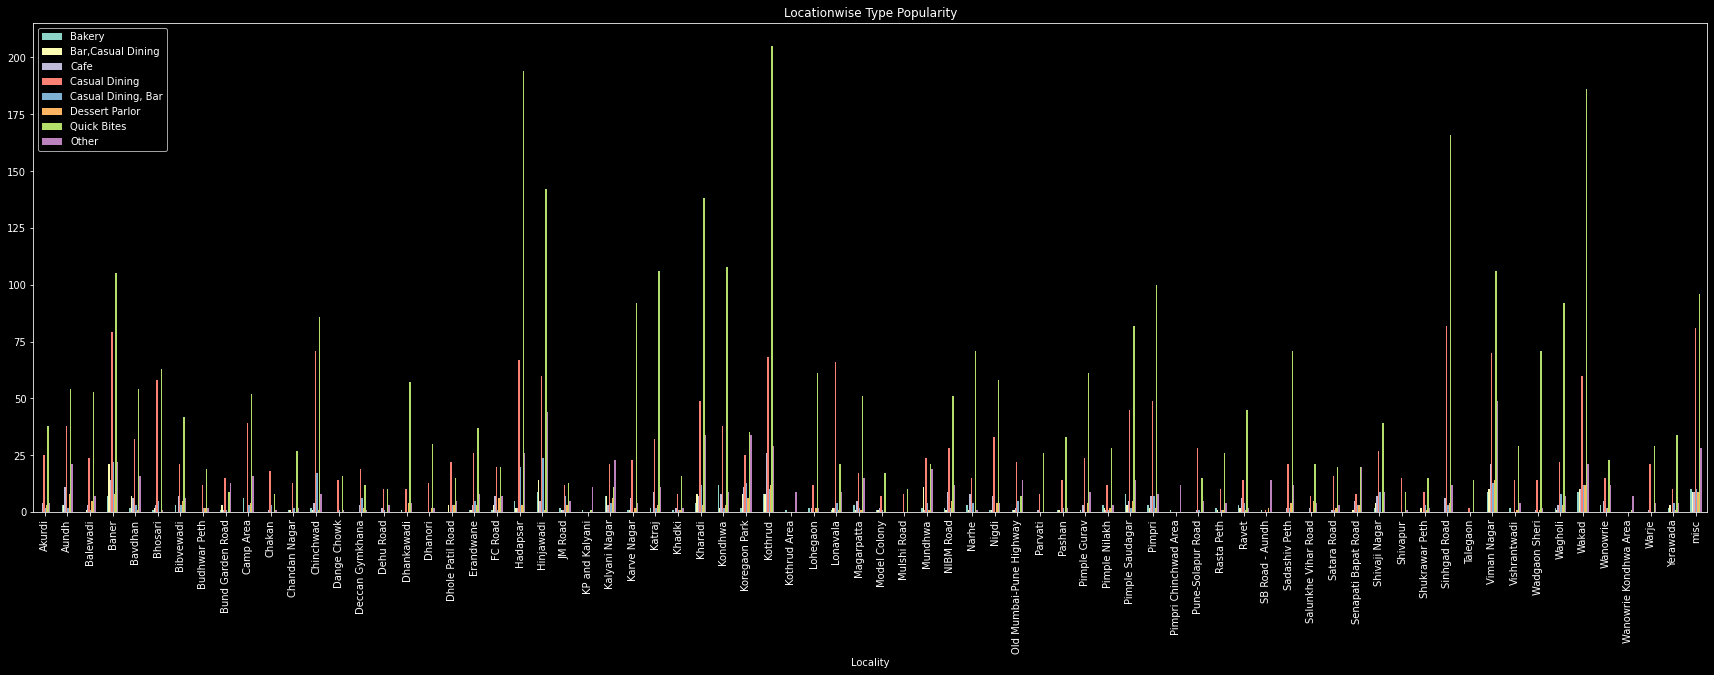 Locationwise Type Popularity
Bakery
Bar,Casual Dining
Cafe
Casual Dining
Casual Dining, Bar
Dessert Parlor
Quick Bites
Other
200
175
150
125
100
75
50
25
0
Akurdi
Aundh
Balewadi
Baner
Bavdhan
Bhosari
Bibvewadi
Budhwar Peth
Bund Garden Road
Camp Area
Chakan
Chandan Nagar
Chinchwad
Dange Chowk
Deccan Gymkhana
Dehu Road
Dhankawadi
Dhanori
Dhole Patil Road
Erandwane
FC Road
Hadapsar
Hinjawadi
JM Road
KP and Kalyani
Kalyani Nagar
Karve Nagar
Katraj
Khadki
Kharadi
Kondhwa
Koregaon Park
Kothrud
Kothrud Area
Lohegaon
Lonavala
Magarpatta
Model Colony
Mulshi Road
Mundhwa
NIBM Road
Narhe
Nigdi
Old Mumbai-Pune Highway
Parvati
Pashan
Pimple Gurav
Pimple Nilakh
Pimple Saudagar
Pimpri
Pimpri Chinchwad Area
Pune-Solapur Road
Rasta Peth
Ravet
SB Road - Aundh
Sadashiv Peth
Salunkhe Vihar Road
Satara Road
Senapati Bapat Road
Shivaji Nagar
Shivapur
Shukrawar Peth
Sinhgad Road
Talegaon
Viman Nagar
Vishrantwadi
Wadgaon Sheri
Wagholi
Wakad
Wanowrie
Wanowrie Kondhwa Area
Warje
Yerawada
misc
Locality